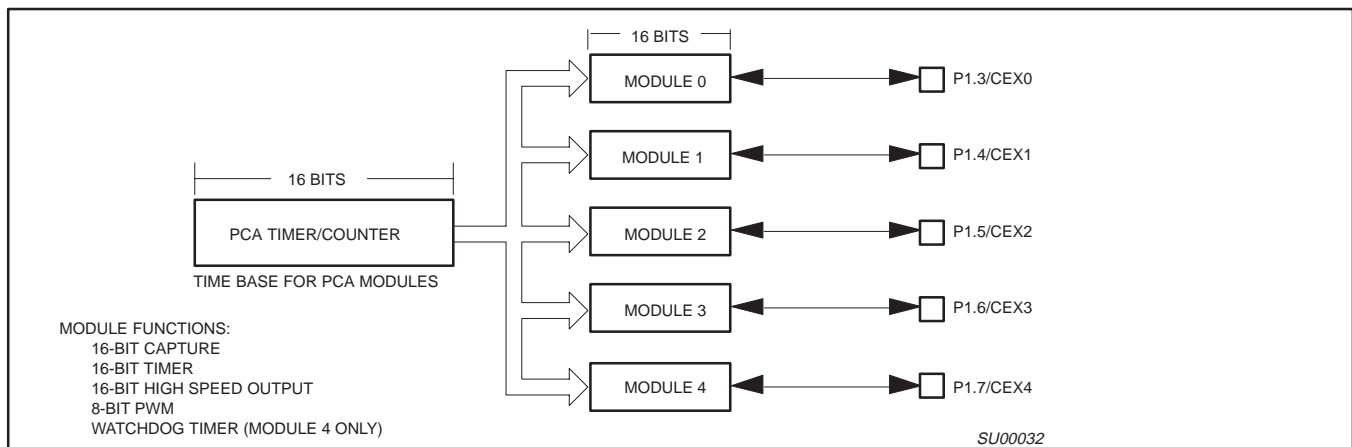 16 BITS
MODULE 0
P1.3/CEX0
MODULE 1
P1.4/CEX1
16 BITS
PCA TIMER/COUNTER
MODULE 2
P1.5/CEX2
TIME BASE FOR PCA MODULES
MODULE 3
P1.6/CEX3
MODULE FUNCTIONS:
16-BIT CAPTURE
16-BIT TIMER
16-BIT HIGH SPEED OUTPUT
8-BIT PWM
WATCHDOG TIMER (MODULE 4 ONLY)
MODULE 4
P1.7/CEX4
SU00032